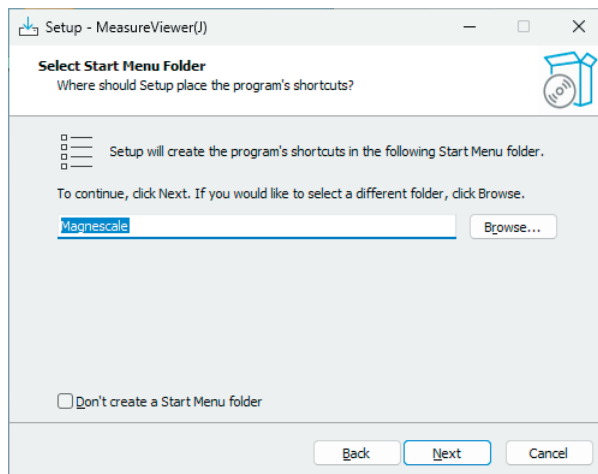 Setup - MeasureViewer(J)
Select Start Menu Folder
Where should Setup place the program's shortcuts?
Setup will create the program's shortcuts in the following Start Menu folder.
To continue, click Next. If you would like to select a different folder, click Browse.
Magnescale
Browse...
Don't create a Start Menu folder
Back
Next
Cancel